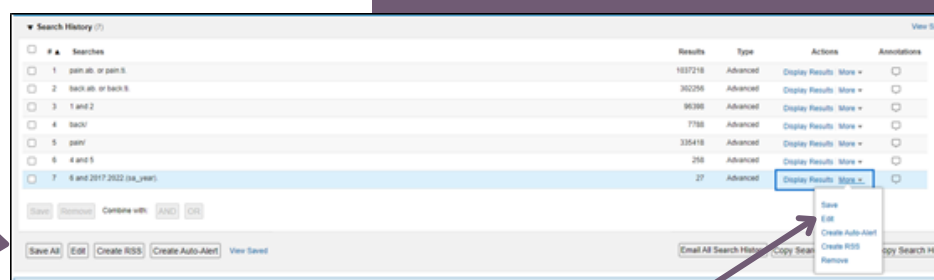 ▼ Search History (7) View S
# ▲ Searches Results Type Actions Annotations
1 pain.ab. or pain.ti. 1037218 Advanced Display Results More
2 back.ab. or back.ti. 302256 Advanced Display Results More
3 1 and 2 96398 Advanced Display Results More
4 back/ 7788 Advanced Display Results More
5 pain/ 335418 Advanced Display Results More
6 4 and 5 258 Advanced Display Results More
7 6 and 2017:2022.(sa_year). 27 Advanced Display Results More
Save Remove Combine with: AND OR
Save
Edit
Create Auto-Alert
Create RSS
Remove
Save All Edit Create RSS Create Auto-Alert View Saved Email All Search History Copy Sear opy Search H